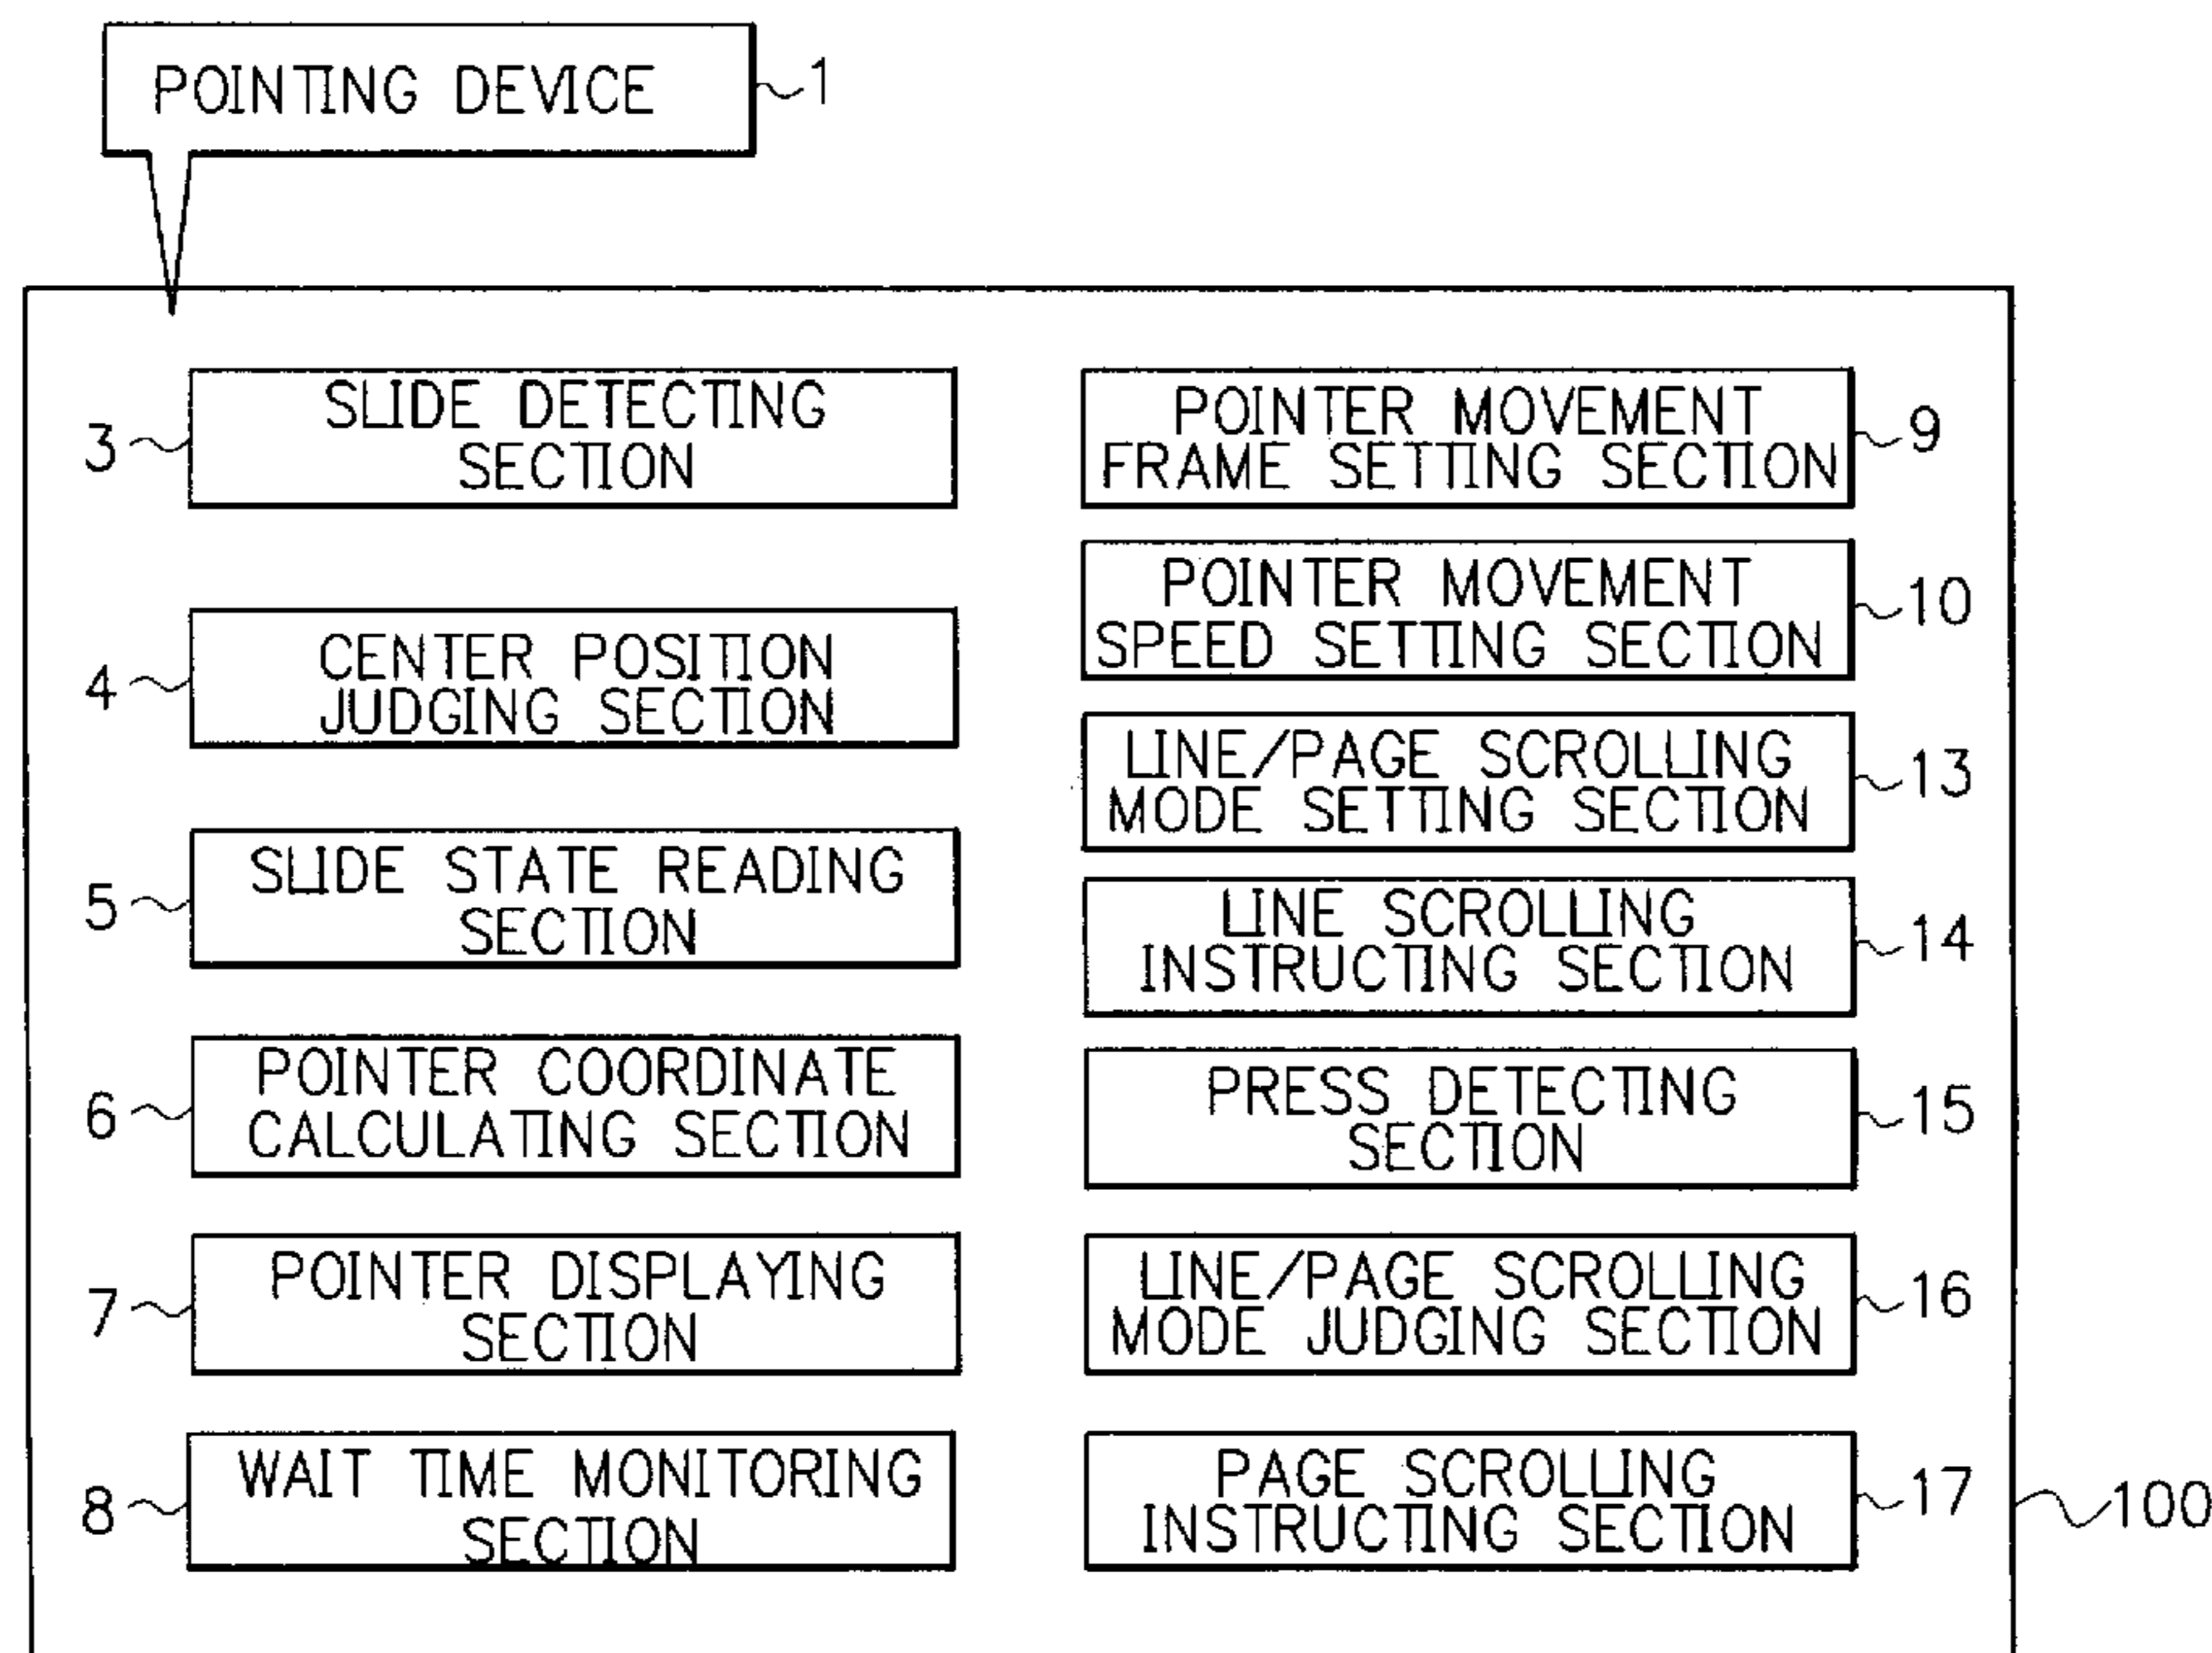 POINTING DEVICE
1
3
SLIDE DETECTING
SECTION
4
CENTER POSITION
JUDGING SECTION
5
SLIDE STATE READING
SECTION
6
POINTER COORDINATE
CALCULATING SECTION
7
POINTER DISPLAYING
SECTION
8
WAIT TIME MONITORING
SECTION
POINTER MOVEMENT
FRAME SETTING SECTION
9
POINTER MOVEMENT
SPEED SETTING SECTION
10
LINE/PAGE SCROLLING
MODE SETTING SECTION
13
LINE SCROLLING
INSTRUCTING SECTION
14
PRESS DETECTING
SECTION
15
LINE/PAGE SCROLLING
MODE JUDGING SECTION
16
PAGE SCROLLING
INSTRUCTING SECTION
17
100